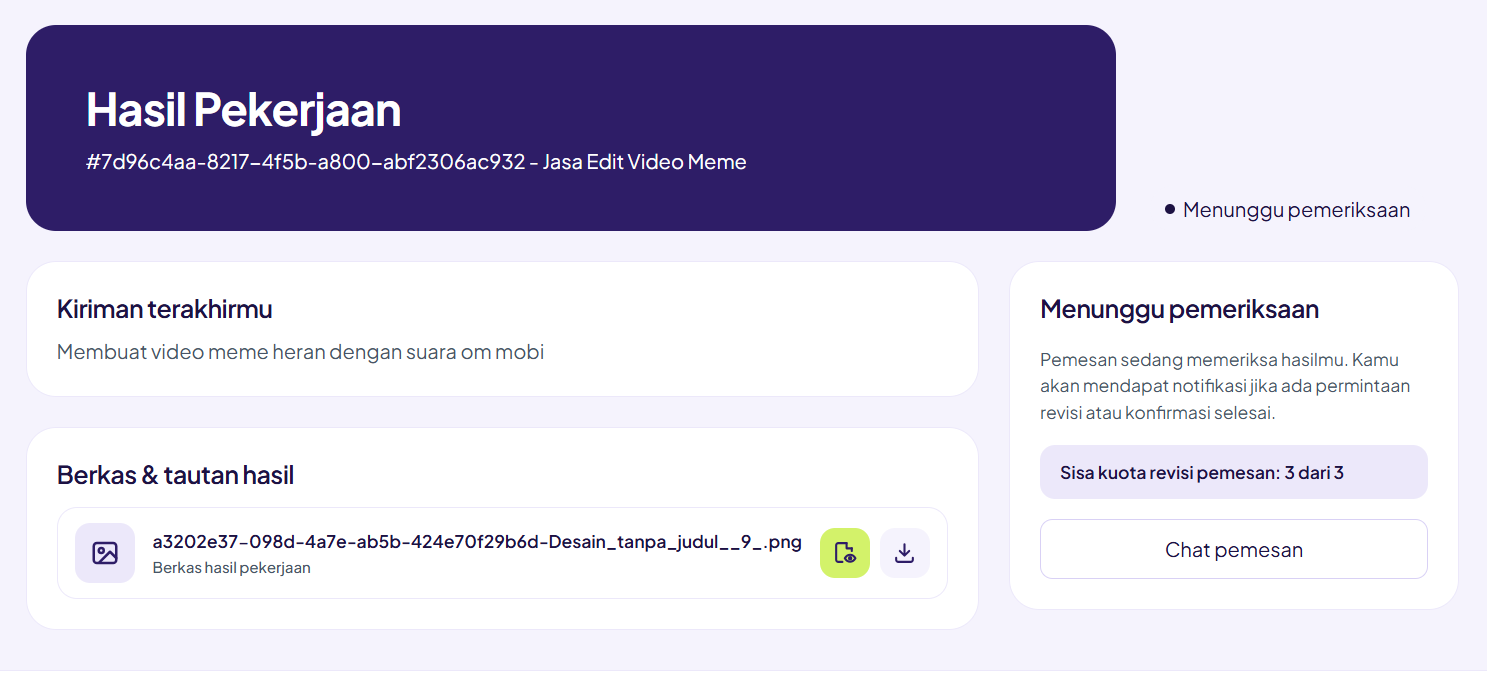 Hasil Pekerjaan
#7d96c4aa-8217-4f5b-a800-abf2306ac932 - Jasa Edit Video Meme
Menunggu pemeriksaan
Kiriman terakhirmu
Membuat video meme heran dengan suara om mobi
Berkas & tautan hasil
a3202e37-098d-4a7e-ab5b-424e70f29b6d-Desain_tanpa_judul__9_.png
Berkas hasil pekerjaan
Menunggu pemeriksaan
Pemesan sedang memeriksa hasilmu. Kamu
akan mendapat notifikasi jika ada permintaan
revisi atau konfirmasi selesai.
Sisa kuota revisi pemesan: 3 dari 3
Chat pemesan